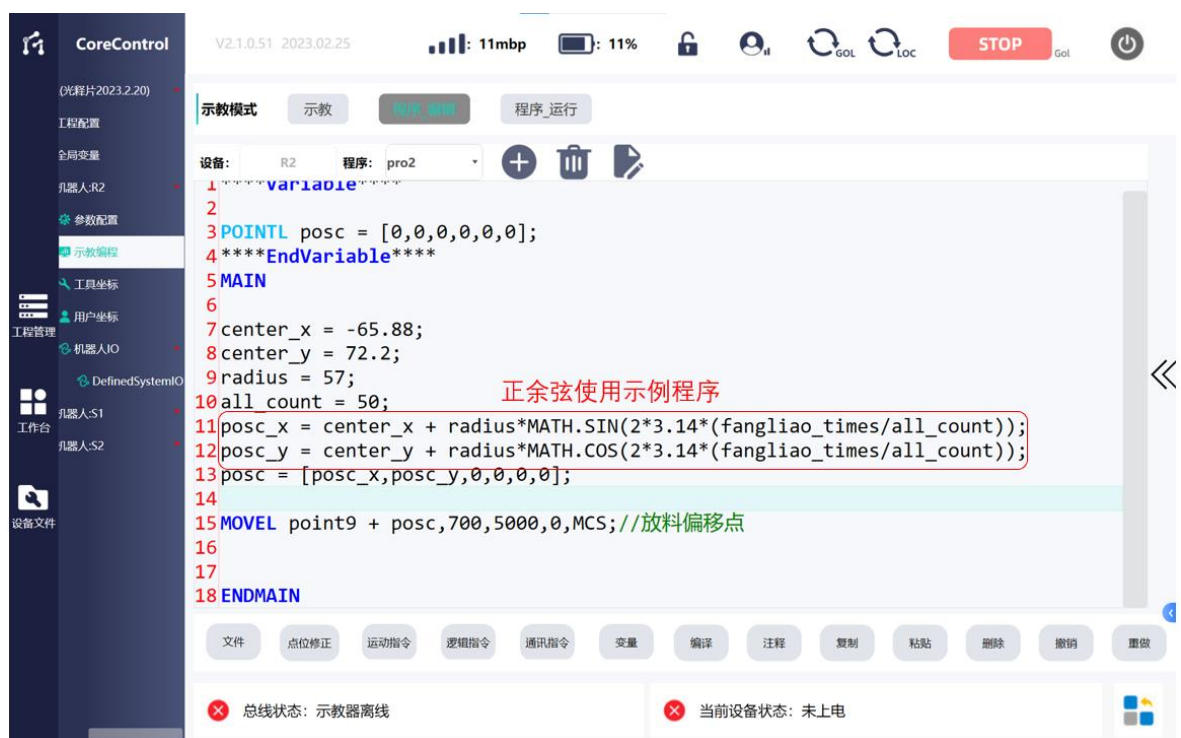 CoreControl V2.1.0.51 2023.02.25 : 11mbp : 11% GOL LOC STOP Gol
(光释片2023.2.20)
工程配置
全局变量
机器人:R2
参数配置
示教编程
工具坐标
用户坐标
机器人IO
DefinedSystemIO
机器人:S1
机器人:S2
工程管理
工作台
设备文件
示教模式 示教 程序_编辑 程序_运行
设备: R2 程序: pro2
1 ****Variable****
2
3 POINTL posc = [0,0,0,0,0,0];
4 ****EndVariable****
5 MAIN
6
7 center_x = -65.88;
8 center_y = 72.2;
9 radius = 57;
正余弦使用示例程序
10 all_count = 50;
11 posc_x = center_x + radius*MATH.SIN(2*3.14*(fangliao_times/all_count));
12 posc_y = center_y + radius*MATH.COS(2*3.14*(fangliao_times/all_count));
13 posc = [posc_x,posc_y,0,0,0,0];
14
15 MOVEL point9 + posc,700,5000,0,MCS;//放料偏移点
16
17
18 ENDMAIN
文件 点位修正 运动指令 逻辑指令 通讯指令 变量 编译 注释 复制 粘贴 删除 撤销 重做
总线状态: 示教器离线 当前设备状态: 未上电